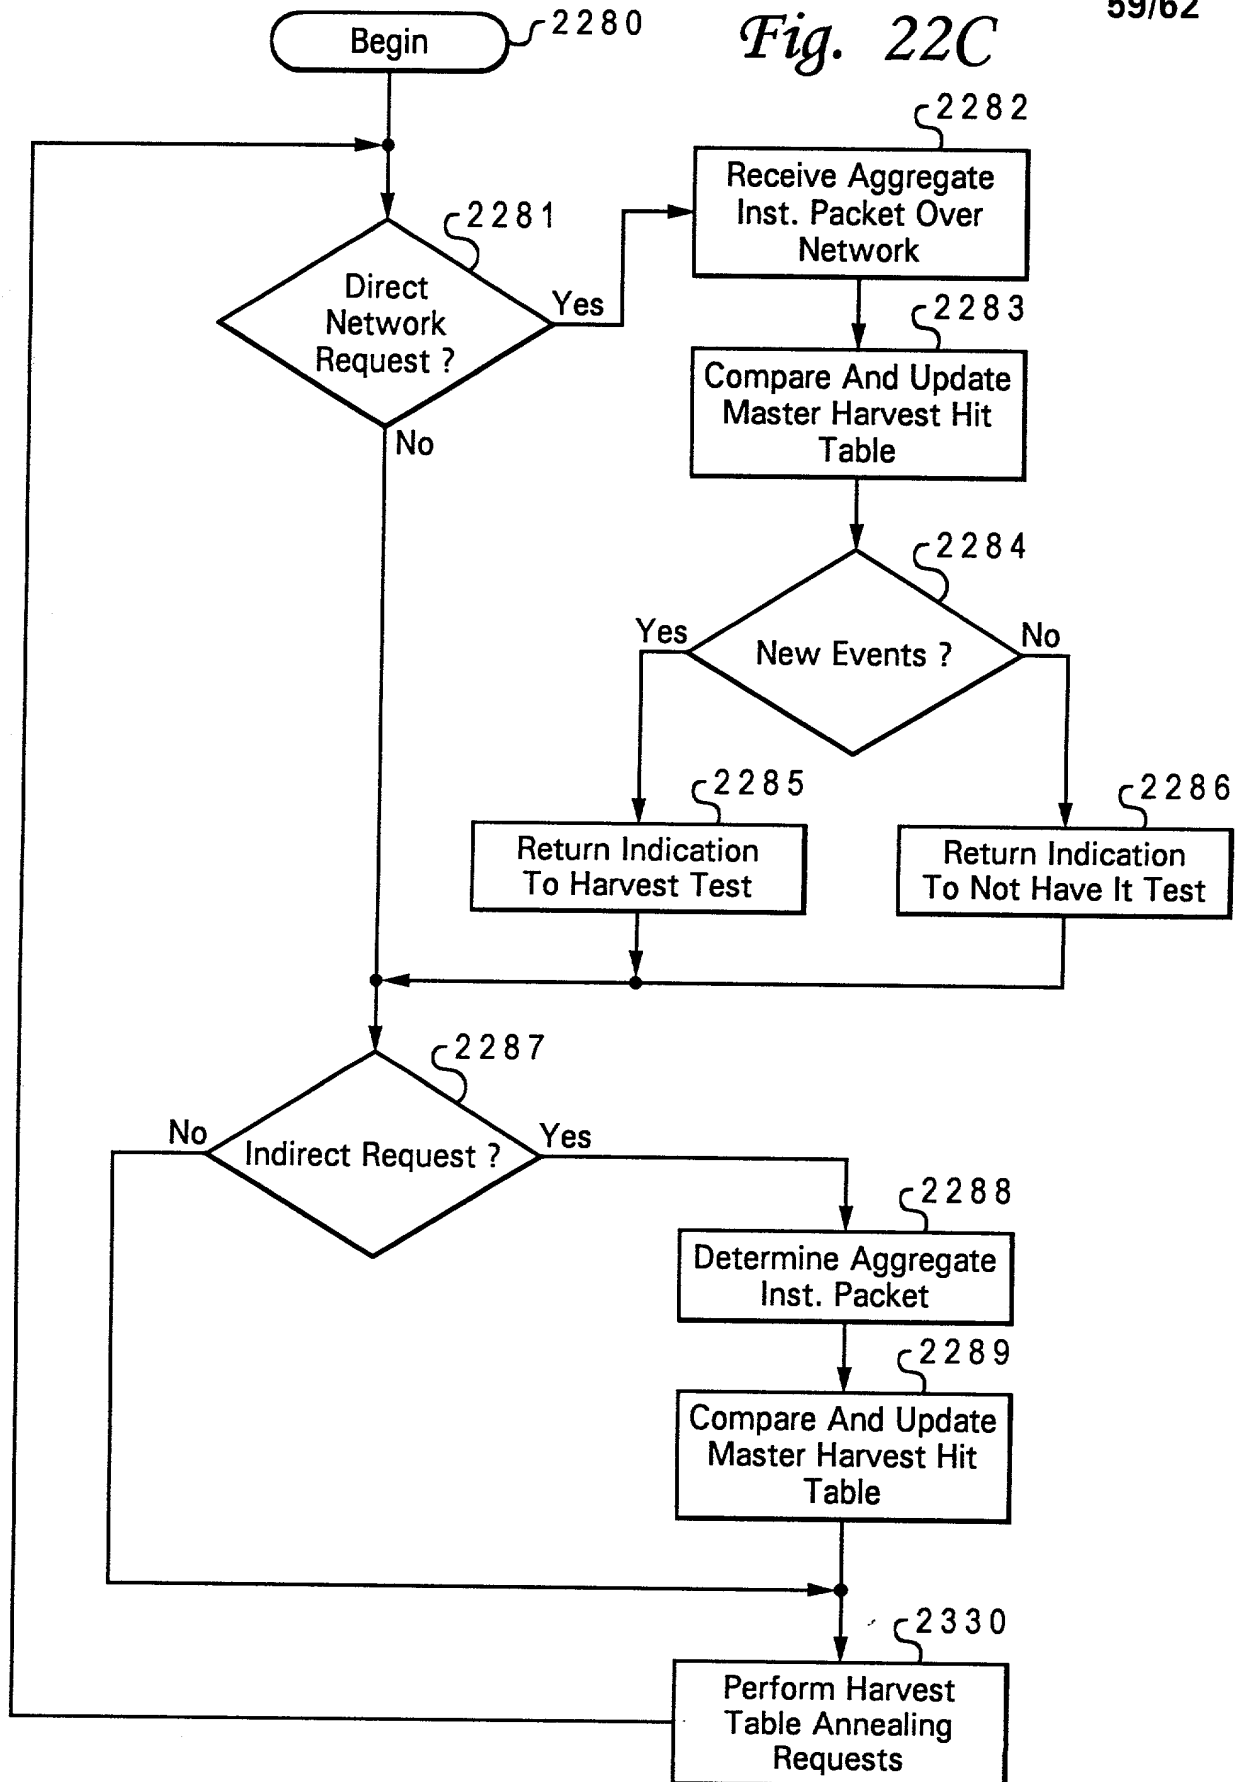 59/62
Fig. 22C
Begin
2280
2282
Receive Aggregate
Inst. Packet Over
Network
2281
Direct
Network
Request ?
Yes
No
2283
Compare And Update
Master Harvest Hit
Table
2284
New Events ?
Yes
No
2285
Return Indication
To Harvest Test
2286
Return Indication
To Not Have It Test
2287
Indirect Request ?
No
Yes
2288
Determine Aggregate
Inst. Packet
2289
Compare And Update
Master Harvest Hit
Table
2330
Perform Harvest
Table Annealing
Requests